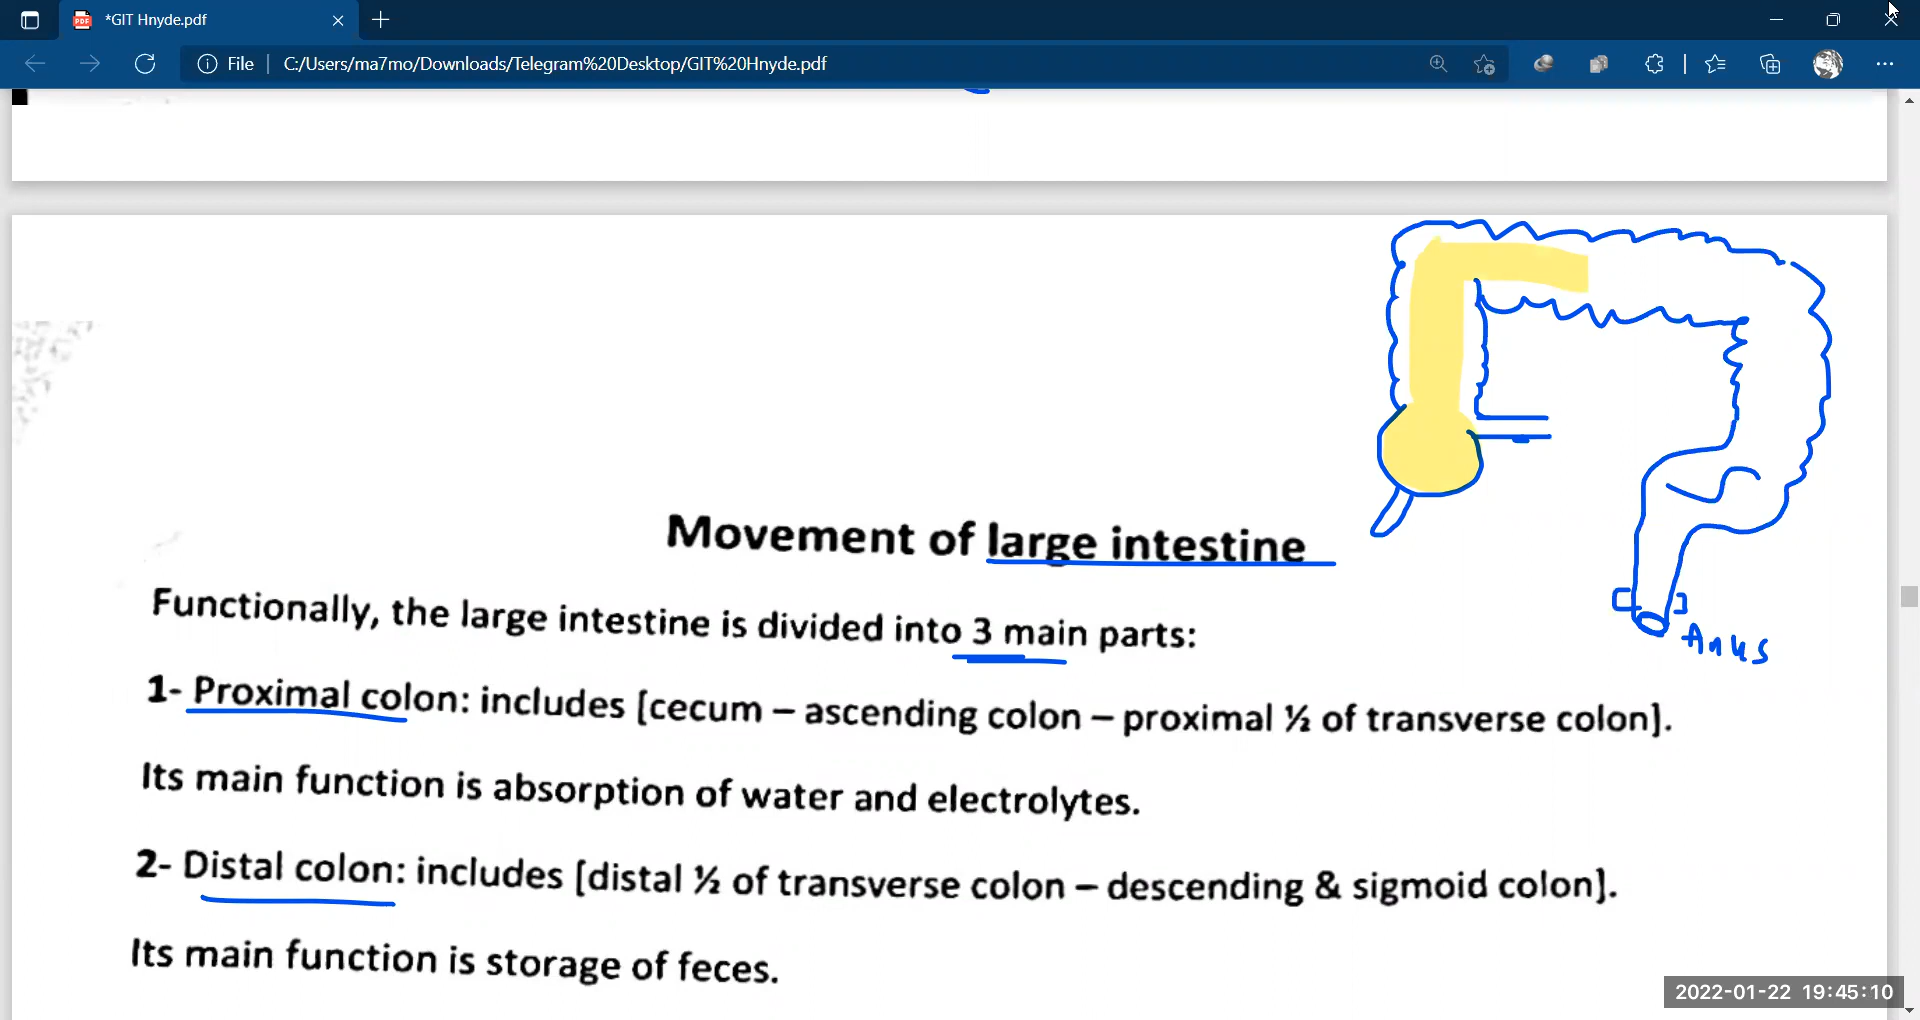 *GIT Hnyde.pdf
File C:/Users/ma7mo/Downloads/Telegram%20Desktop/GIT%20Hnyde.pdf
Movement of large intestine
Functionally, the large intestine is divided into 3 main parts:
Anus
1- Proximal colon: includes [cecum – ascending colon – proximal ½ of transverse colon].
Its main function is absorption of water and electrolytes.
2- Distal colon: includes [distal ½ of transverse colon – descending & sigmoid colon].
Its main function is storage of feces.
2022-01-22 19:45:10